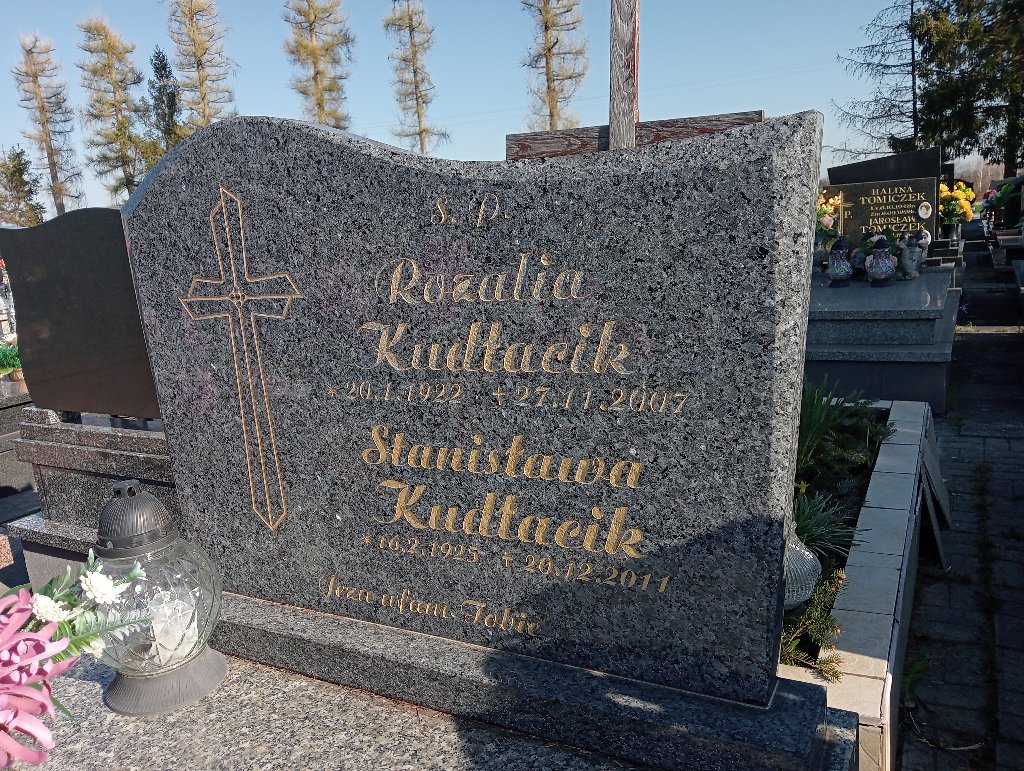 ś. p.
Rozalia
Kudłacik
* 20.1.1922 † 27.11.2007
Stanisława
Kudłacik
* 16.2.1925 † 20.12.2011
Jezu ufam Tobie
HALINA
TOMICZEK
JAROSŁAW
TOMICZEK